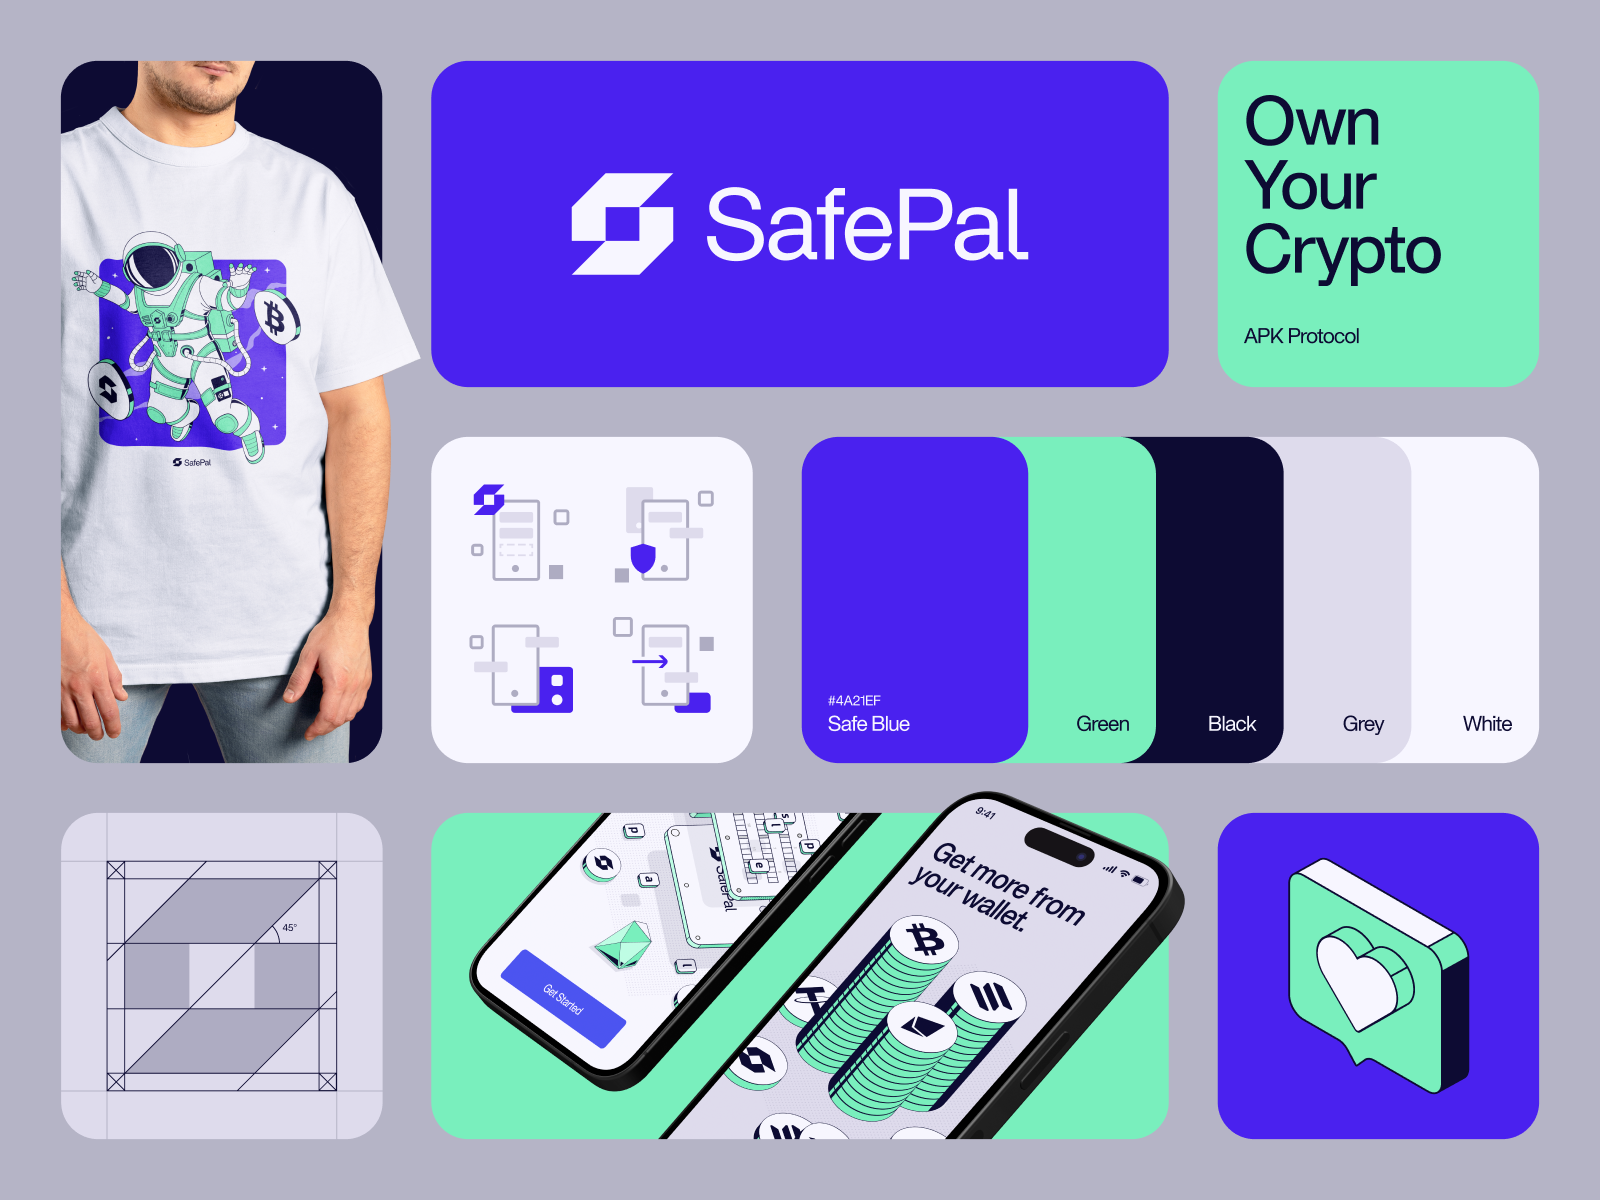 SafePal
SafePal
Own
Your
Crypto
APK Protocol
#4A21EF
Safe Blue
Green
Black
Grey
White
45°
p
a
l
e
p
s
SafePal
Get Started
9:41
Get more from
your wallet.